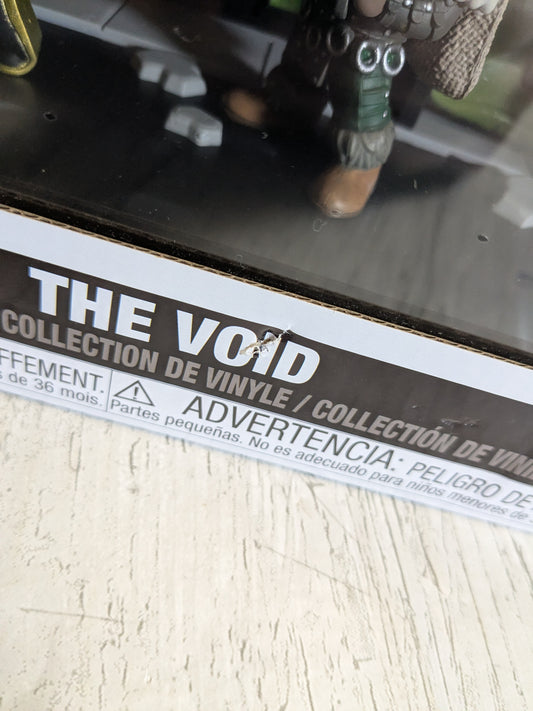 THE VOID
COLLECTION DE VINYLE / COLLECTION DE
ADVERTENCIA: PELIGRO DE
Partes pequeñas. No es adecuado para niños menores de
s de 36 mois.